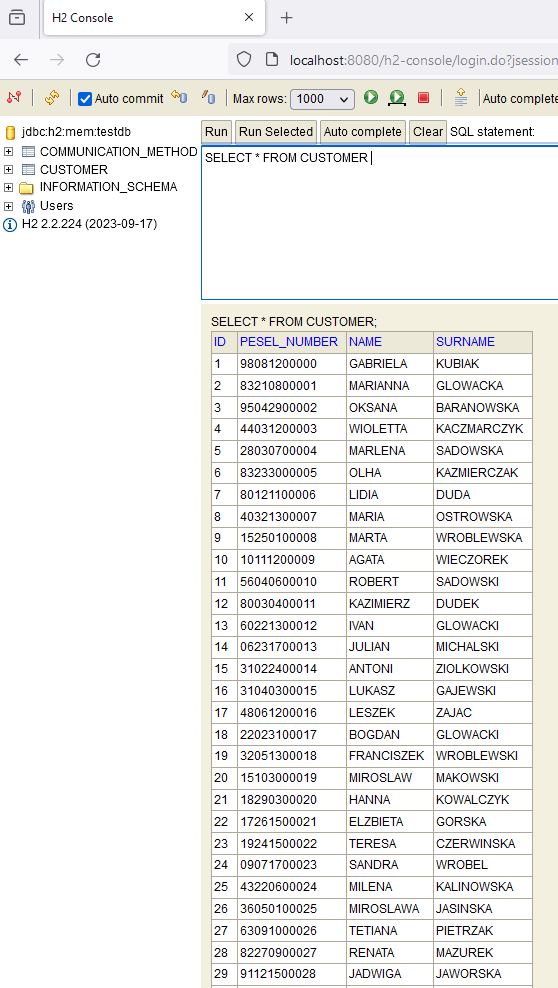 H2 Console
localhost:8080/h2-console/login.do?jsession
Auto commit Max rows: 1000 Auto complete
jdbc:h2:mem:testdb
COMMUNICATION_METHOD
CUSTOMER
INFORMATION_SCHEMA
Users
H2 2.2.224 (2023-09-17)
Run Run Selected Auto complete Clear SQL statement:
SELECT * FROM CUSTOMER
SELECT * FROM CUSTOMER;
ID PESEL_NUMBER NAME SURNAME
1 98081200000 GABRIELA KUBIAK
2 83210800001 MARIANNA GLOWACKA
3 95042900002 OKSANA BARANOWSKA
4 44031200003 WIOLETTA KACZMARCZYK
5 28030700004 MARLENA SADOWSKA
6 83233000005 OLHA KAZMIERCZAK
7 80121100006 LIDIA DUDA
8 40321300007 MARIA OSTROWSKA
9 15250100008 MARTA WROBLEWSKA
10 10111200009 AGATA WIECZOREK
11 56040600010 ROBERT SADOWSKI
12 80030400011 KAZIMIERZ DUDEK
13 60221300012 IVAN GLOWACKI
14 06231700013 JULIAN MICHALSKI
15 31022400014 ANTONI ZIOLKOWSKI
16 31040300015 LUKASZ GAJEWSKI
17 48061200016 LESZEK ZAJAC
18 22023100017 BOGDAN GLOWACKI
19 32051300018 FRANCISZEK WROBLEWSKI
20 15103000019 MIROSLAW MAKOWSKI
21 18290300020 HANNA KOWALCZYK
22 17261500021 ELZBIETA GORSKA
23 19241500022 TERESA CZERWINSKA
24 09071700023 SANDRA WROBEL
25 43220600024 MILENA KALINOWSKA
26 36050100025 MIROSLAWA JASINSKA
27 63091000026 TETIANA PIETRZAK
28 82270900027 RENATA MAZUREK
29 91121500028 JADWIGA JAWORSKA